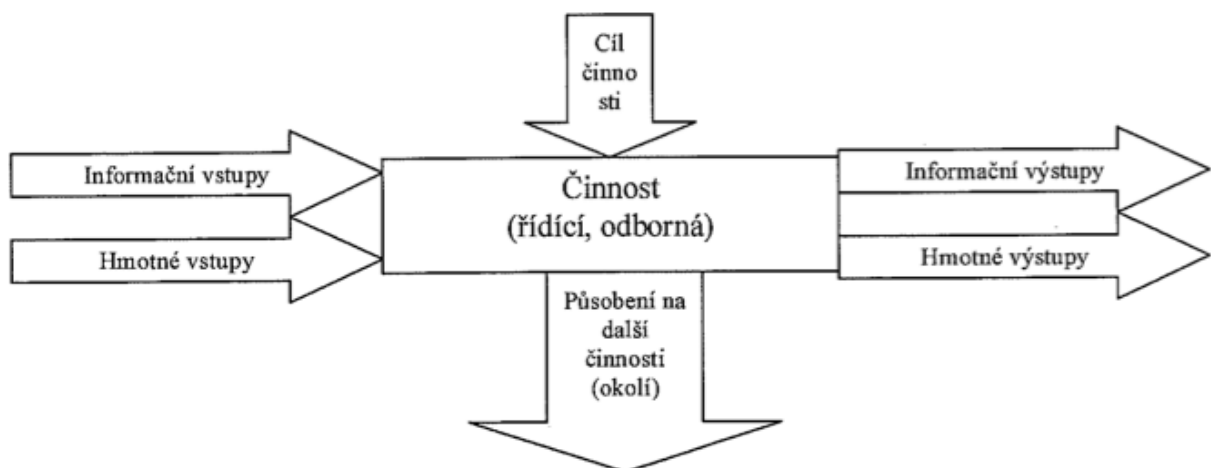 Cíl
činno
sti
Informační vstupy
Činnost
(řídící, odborná)
Informační výstupy
Hmotné vstupy
Hmotné výstupy
Působení na
další
činnosti
(okolí)